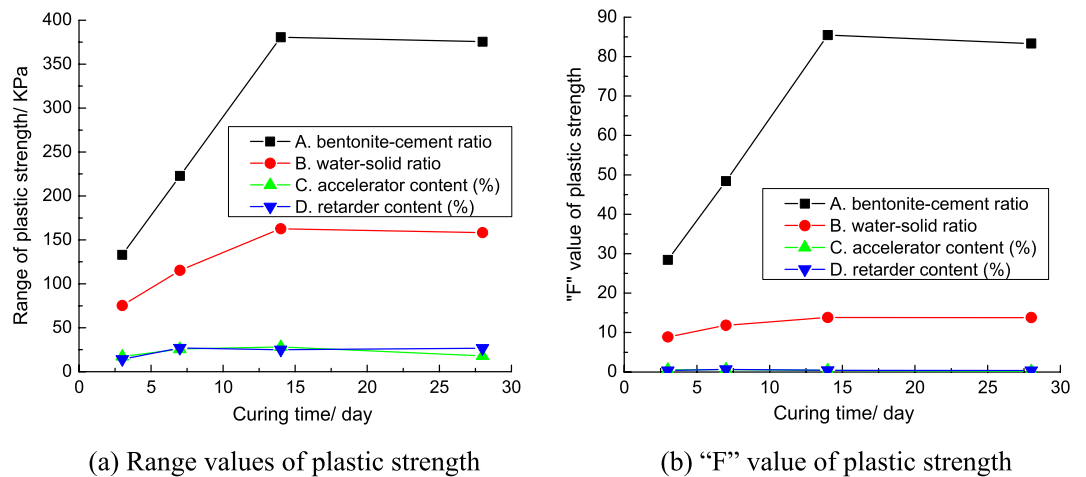 400
350
300
250
200
150
100
50
0
0 5 10 15 20 25 30
Range of plastic strength/ KPa
Curing time/ day
A. bentonite-cement ratio
B. water-solid ratio
C. accelerator content (%)
D. retarder content (%)
(a) Range values of plastic strength
90
80
70
60
50
40
30
20
10
0
0 5 10 15 20 25 30
"F" value of plastic strength
Curing time/ day
A. bentonite-cement ratio
B. water-solid ratio
C. accelerator content (%)
D. retarder content (%)
(b) “F” value of plastic strength